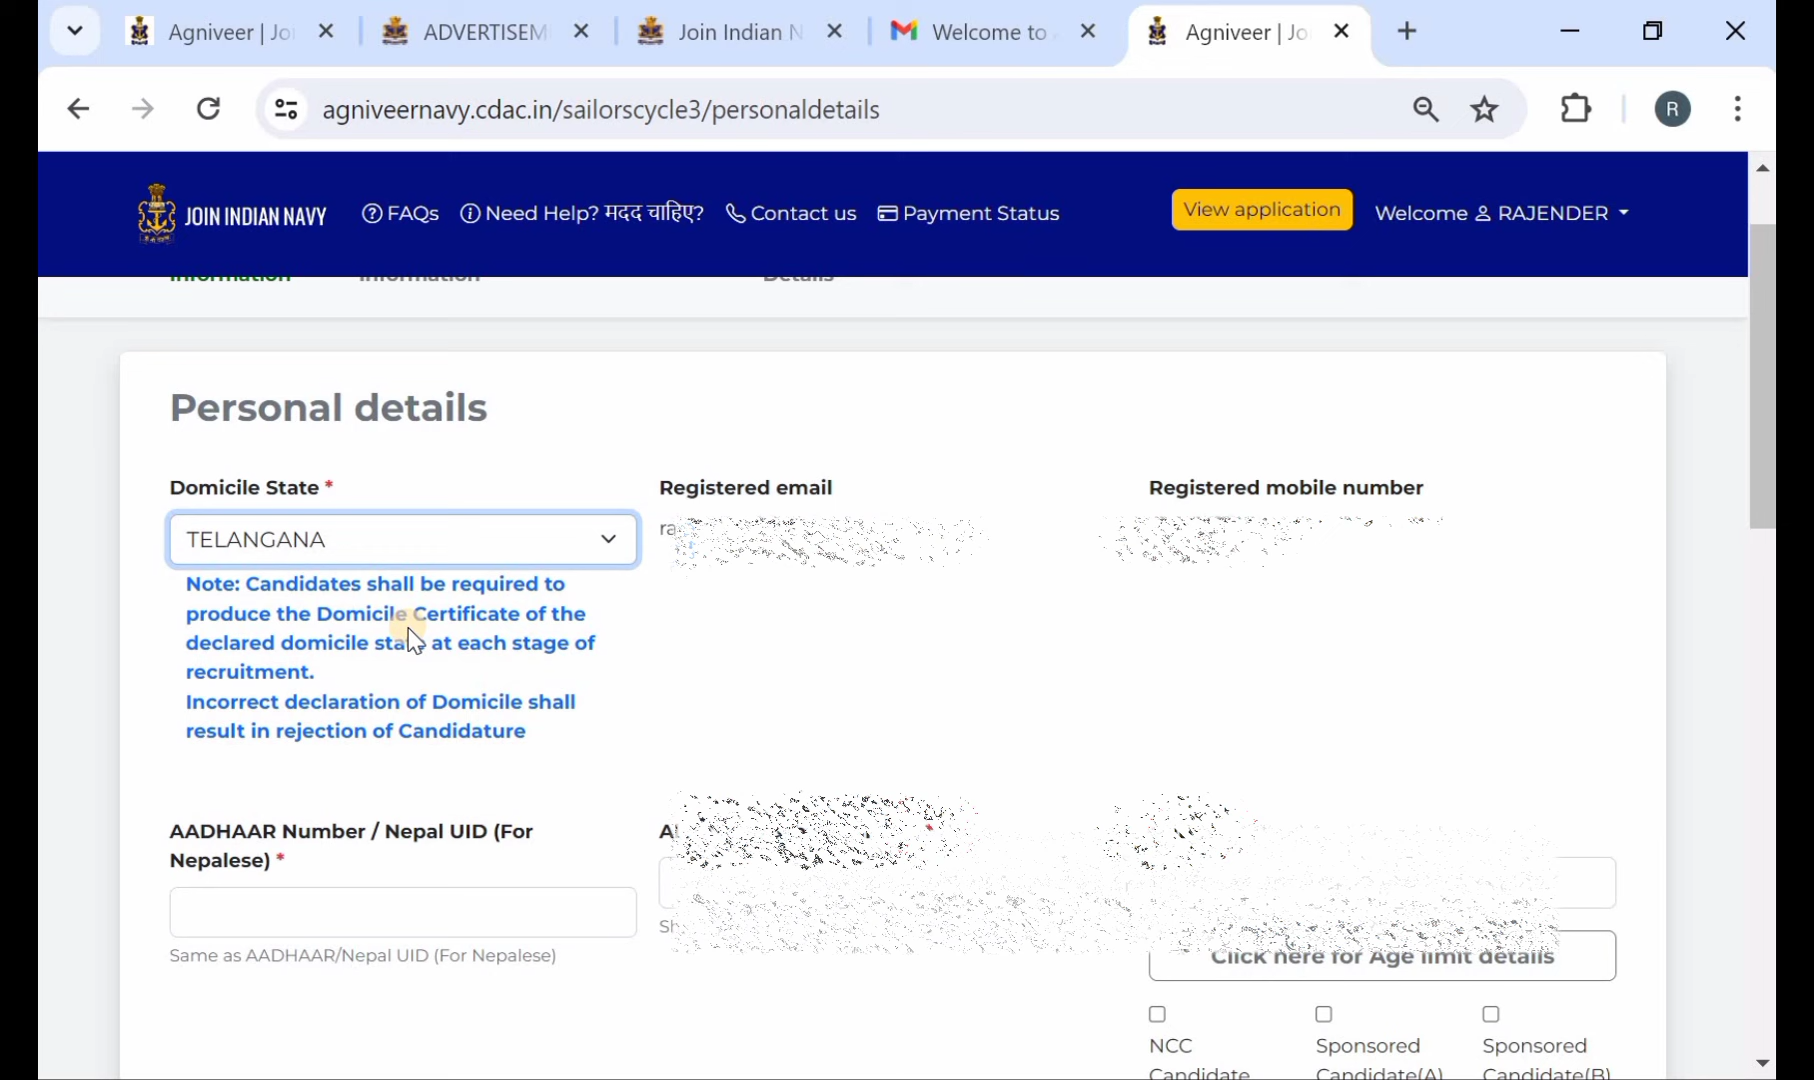 Agniveer | Jo
ADVERTISEM
Join Indian N
Welcome to
Agniveer | Jo
agniveernavy.cdac.in/sailorscycle3/personaldetails
R
JOIN INDIAN NAVY
FAQs
Need Help? मदद चाहिए?
Contact us
Payment Status
View application
Welcome RAJENDER
Information
Information
Details
Personal details
Domicile State *
Registered email
Registered mobile number
TELANGANA
ra
Note: Candidates shall be required to
produce the Domicile Certificate of the
declared domicile state at each stage of
recruitment.
Incorrect declaration of Domicile shall
result in rejection of Candidature
AADHAAR Number / Nepal UID (For
Nepalese) *
Same as AADHAAR/Nepal UID (For Nepalese)
Click here for Age limit details
NCC
Candidate
Sponsored
Candidate(A)
Sponsored
Candidate(B)